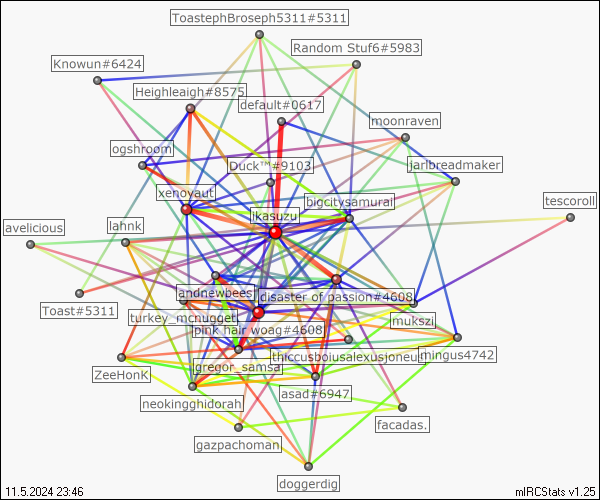 ToastephBroseph5311#5311
Random Stuf6#5983
Knowun#6424
Heighleaigh#8575
default#0617
moonraven
ogshroom
Duck™#9103
jarlbreadmaker
xenoyaut
bigcitysamurai
tescoroll
ikasuzu
avelicious
lahnk
andnewbees
disaster of passion#4608
Toast#5311
turkey_mcnugget
mukszi
pink hair woag#4608
thiccusboiusalexusjoneus
mingus4742
ZeeHonK
gregor_samsa
asad#6947
neokingghidorah
facadas.
gazpachoman
doggerdig
11.5.2024 23:46
mIRCStats v1.25